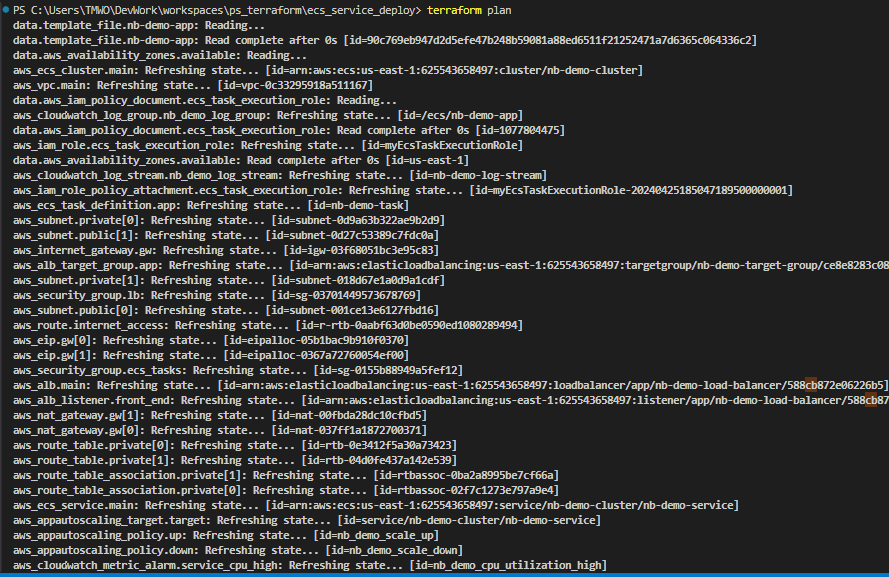 PS C:\Users\TMWO\DevWork\workspaces\ps_terraform\ecs_service_deploy> terraform plan
data.template_file.nb-demo-app: Reading...
data.template_file.nb-demo-app: Read complete after 0s [id=90c769eb947d2d5efe47b248b59081a88ed6511f21252471a7d6365c064336c2]
data.aws_availability_zones.available: Reading...
aws_ecs_cluster.main: Refreshing state... [id=arn:aws:ecs:us-east-1:625543658497:cluster/nb-demo-cluster]
aws_vpc.main: Refreshing state... [id=vpc-0c33295918a511167]
data.aws_iam_policy_document.ecs_task_execution_role: Reading...
aws_cloudwatch_log_group.nb_demo_log_group: Refreshing state... [id=/ecs/nb-demo-app]
data.aws_iam_policy_document.ecs_task_execution_role: Read complete after 0s [id=1077804475]
aws_iam_role.ecs_task_execution_role: Refreshing state... [id=myEcsTaskExecutionRole]
data.aws_availability_zones.available: Read complete after 0s [id=us-east-1]
aws_cloudwatch_log_stream.nb_demo_log_stream: Refreshing state... [id=nb-demo-log-stream]
aws_iam_role_policy_attachment.ecs_task_execution_role: Refreshing state... [id=myEcsTaskExecutionRole-20240425185047189500000001]
aws_ecs_task_definition.app: Refreshing state... [id=nb-demo-task]
aws_subnet.private[0]: Refreshing state... [id=subnet-0d9a63b322ae9b2d9]
aws_subnet.public[1]: Refreshing state... [id=subnet-0d27c53389c7fdc0a]
aws_internet_gateway.gw: Refreshing state... [id=igw-03f68051bc3e95c83]
aws_alb_target_group.app: Refreshing state... [id=arn:aws:elasticloadbalancing:us-east-1:625543658497:targetgroup/nb-demo-target-group/ce8e8283c08
aws_subnet.private[1]: Refreshing state... [id=subnet-018d67e1a0d9a1cdf]
aws_security_group.lb: Refreshing state... [id=sg-03701449573678769]
aws_subnet.public[0]: Refreshing state... [id=subnet-001ce13e6127fbd16]
aws_route.internet_access: Refreshing state... [id=r-rtb-0aabf63d0be0590ed1080289494]
aws_eip.gw[0]: Refreshing state... [id=eipalloc-05b1bac9b910f0370]
aws_eip.gw[1]: Refreshing state... [id=eipalloc-0367a72760054ef00]
aws_security_group.ecs_tasks: Refreshing state... [id=sg-0155b88949a5fef12]
aws_alb.main: Refreshing state... [id=arn:aws:elasticloadbalancing:us-east-1:625543658497:loadbalancer/app/nb-demo-load-balancer/588cb872e06226b5]
aws_alb_listener.front_end: Refreshing state... [id=arn:aws:elasticloadbalancing:us-east-1:625543658497:listener/app/nb-demo-load-balancer/588cb87
aws_nat_gateway.gw[1]: Refreshing state... [id=nat-00fbda28dc10cfbd5]
aws_nat_gateway.gw[0]: Refreshing state... [id=nat-037ff1a1872700371]
aws_route_table.private[0]: Refreshing state... [id=rtb-0e3412f5a30a73423]
aws_route_table.private[1]: Refreshing state... [id=rtb-04d0fe437a142e539]
aws_route_table_association.private[1]: Refreshing state... [id=rtbassoc-0ba2a8995be7cf66a]
aws_route_table_association.private[0]: Refreshing state... [id=rtbassoc-02f7c1273e797a9e4]
aws_ecs_service.main: Refreshing state... [id=arn:aws:ecs:us-east-1:625543658497:service/nb-demo-cluster/nb-demo-service]
aws_appautoscaling_target.target: Refreshing state... [id=service/nb-demo-cluster/nb-demo-service]
aws_appautoscaling_policy.up: Refreshing state... [id=nb_demo_scale_up]
aws_appautoscaling_policy.down: Refreshing state... [id=nb_demo_scale_down]
aws_cloudwatch_metric_alarm.service_cpu_high: Refreshing state... [id=nb_demo_cpu_utilization_high]